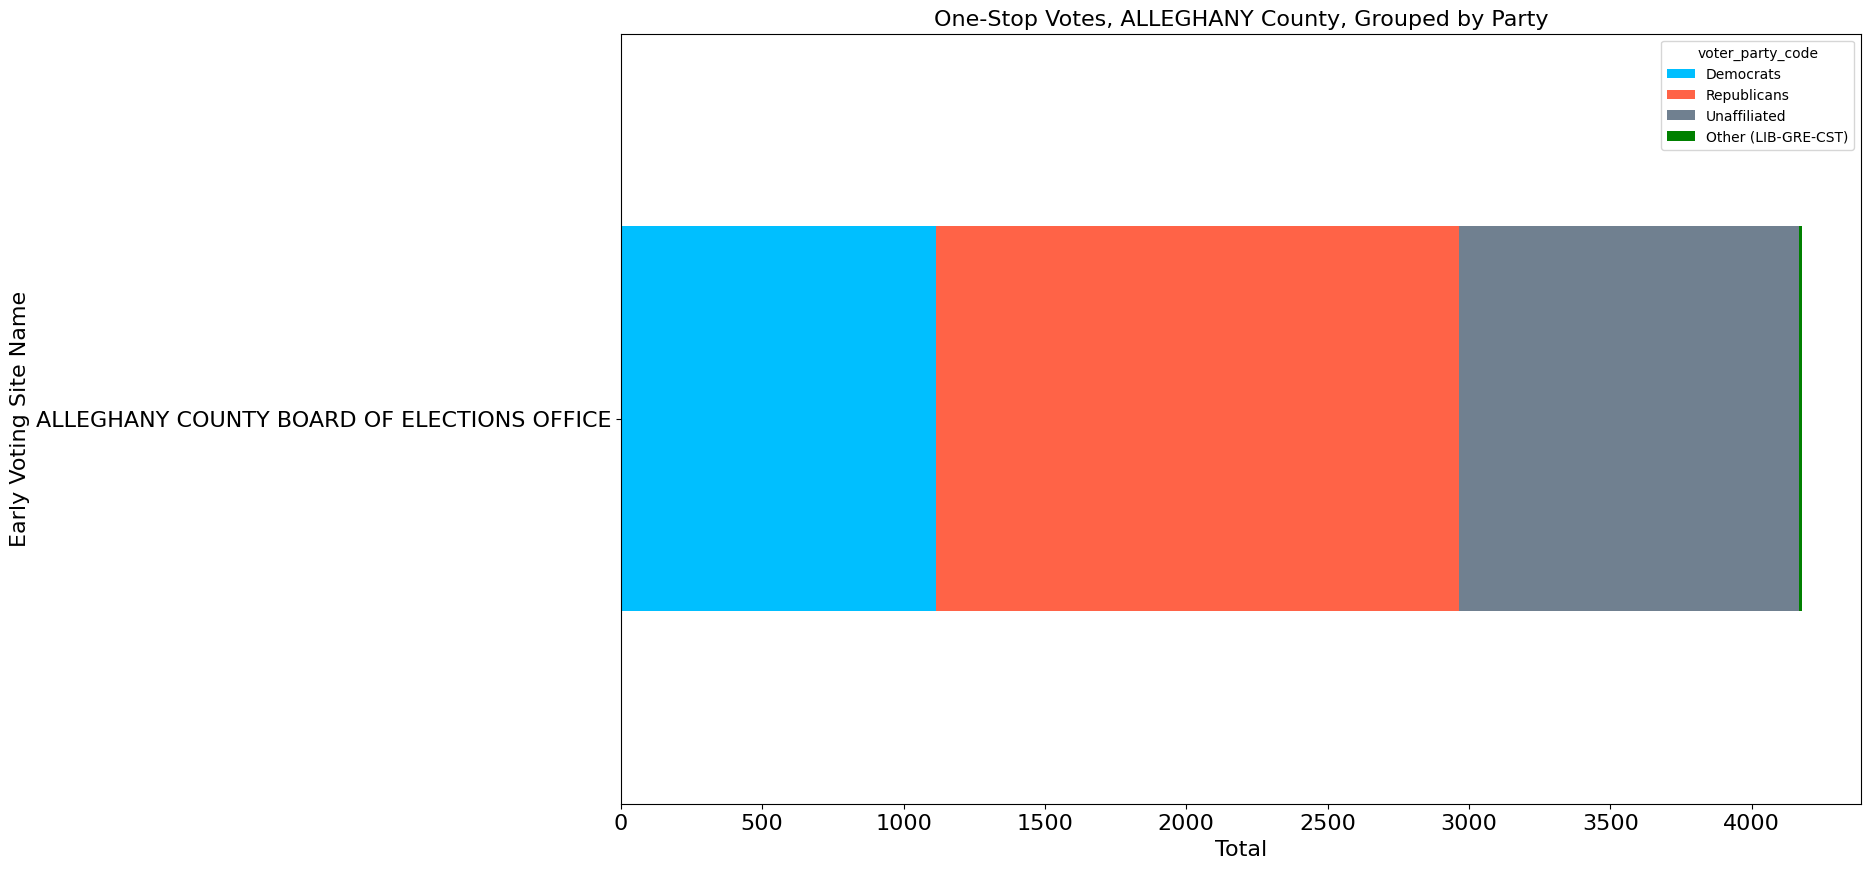 One-Stop Votes, ALLEGHANY County, Grouped by Party
voter_party_code
Democrats
Republicans
Unaffiliated
Other (LIB-GRE-CST)
Early Voting Site Name
ALLEGHANY COUNTY BOARD OF ELECTIONS OFFICE
0 500 1000 1500 2000 2500 3000 3500 4000
Total